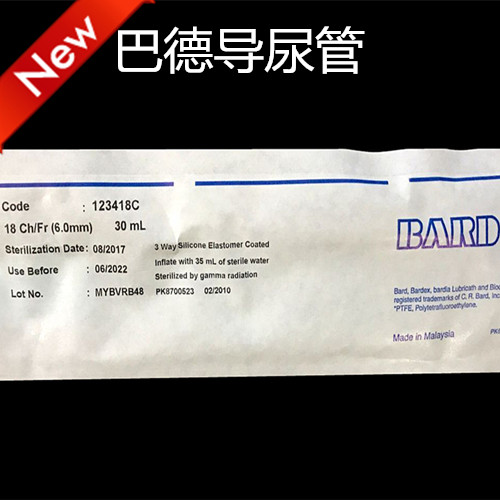 New
巴德导尿管
Code : 123418C
18 Ch/Fr (6.0mm) 30 mL
Sterilization Date: 08/2017
Use Before : 06/2022
Lot No. : MYBVRB48
3 Way Silicone Elastomer Coated
Inflate with 35 mL of sterile water
Sterilized by gamma radiation
PK8700523 02/2010
BARD
Bard, Bardex, bardia Lubricath and
registered trademarks of C. R. Bard, Inc
*PTFE, Polytetrafluoroethylene.
Made in Malaysia